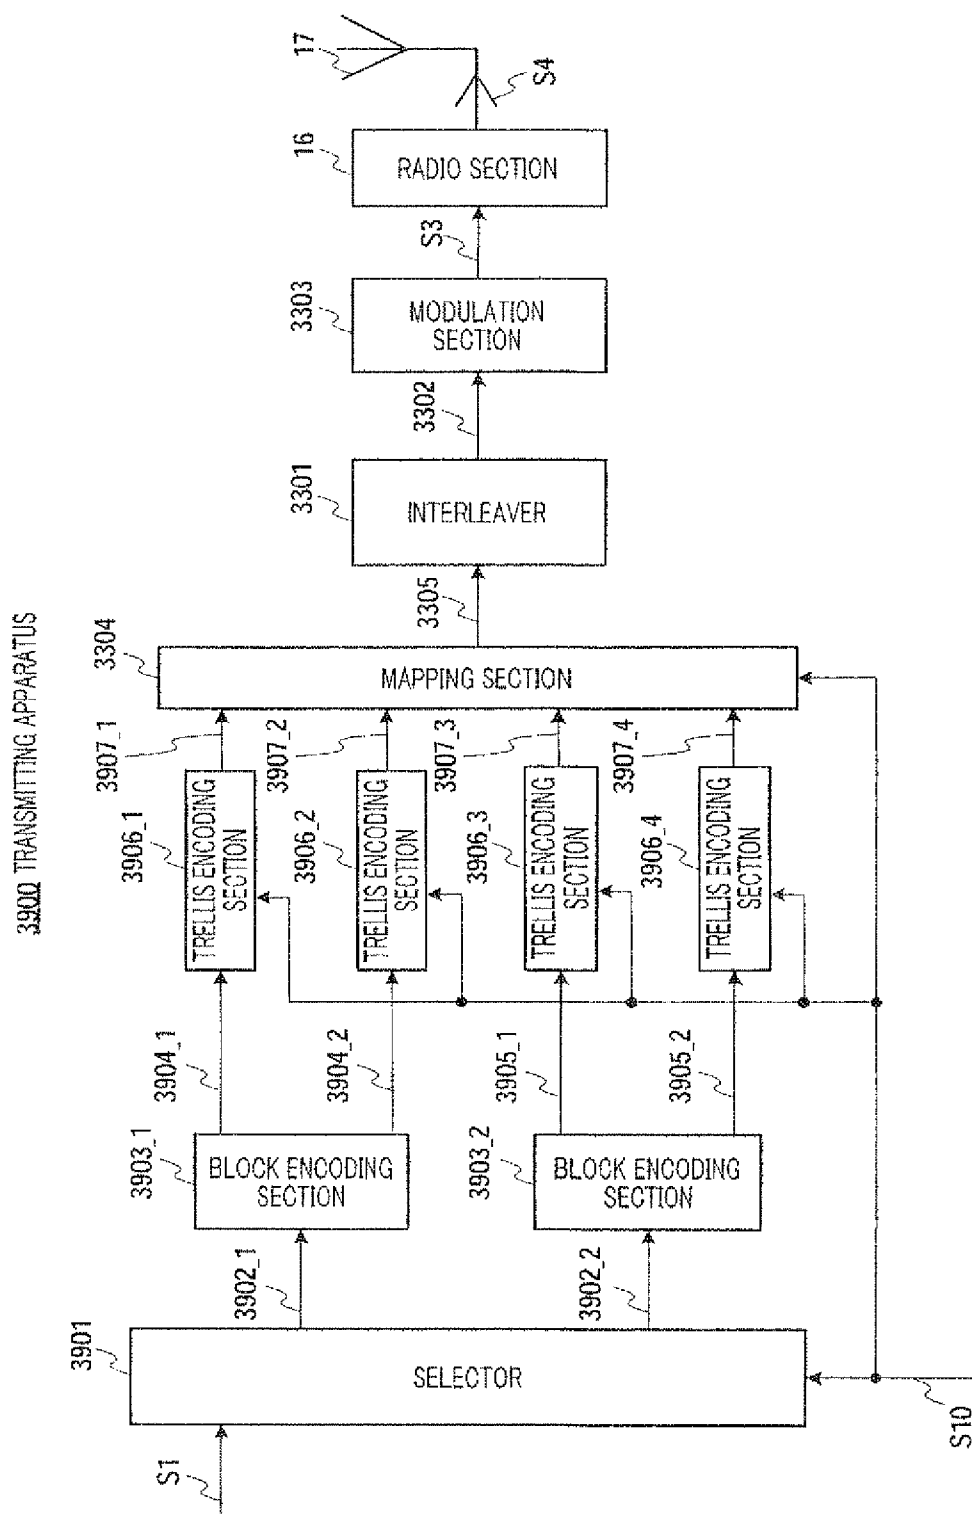 3900 TRANSMITTING APPARATUS
S1
3901
SELECTOR
S10
3902_1
3902_2
3903_1
BLOCK ENCODING
SECTION
3903_2
BLOCK ENCODING
SECTION
3904_1
3904_2
3905_1
3905_2
3906_1
TRELLIS ENCODING
SECTION
3906_2
TRELLIS ENCODING
SECTION
3906_3
TRELLIS ENCODING
SECTION
3906_4
TRELLIS ENCODING
SECTION
3907_1
3907_2
3907_3
3907_4
3304
MAPPING SECTION
3305
3301
INTERLEAVER
3302
3303
MODULATION
SECTION
S3
16
RADIO SECTION
S4
17